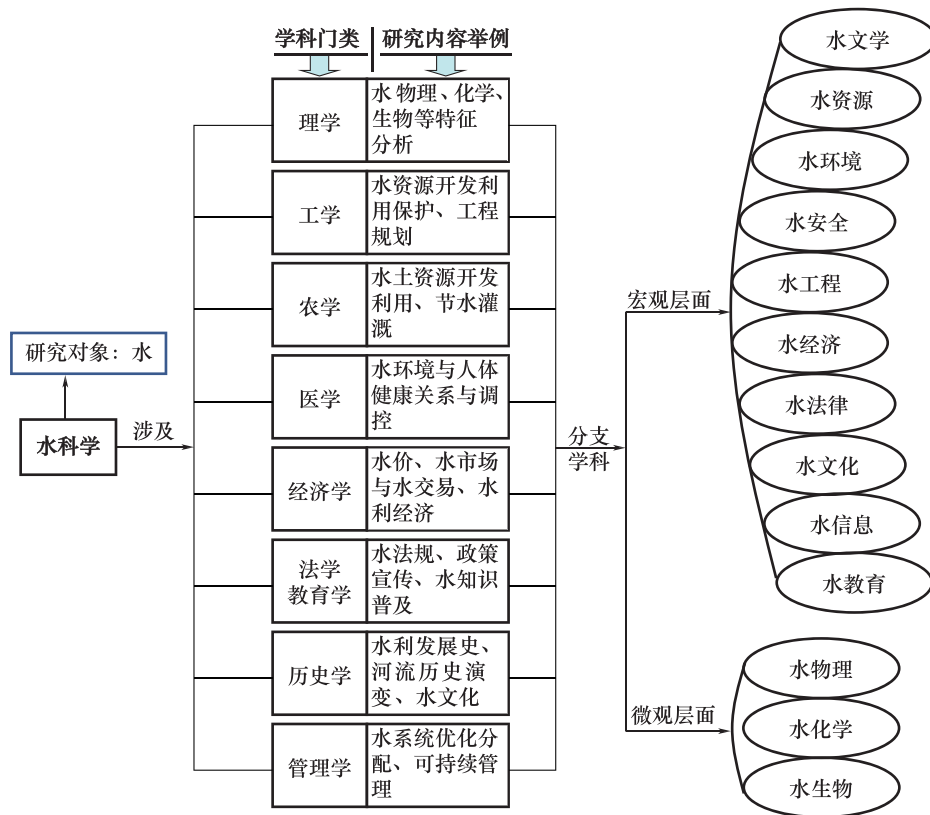 学科门类
研究内容举例
理学
水物理、化学、
生物等特征
分析
工学
水资源开发利
用保护、工程
规划
农学
水土资源开发
利用、节水灌
溉
医学
水环境与人体
健康关系与调
控
经济学
水价、水市场
与水交易、水
利经济
法学
教育学
水法规、政策
宣传、水知识
普及
历史学
水利发展史、
河流历史演
变、水文化
管理学
水系统优化分
配、可持续管
理
研究对象：水
水科学
涉及
分支
学科
宏观层面
微观层面
水文学
水资源
水环境
水安全
水工程
水经济
水法律
水文化
水信息
水教育
水物理
水化学
水生物